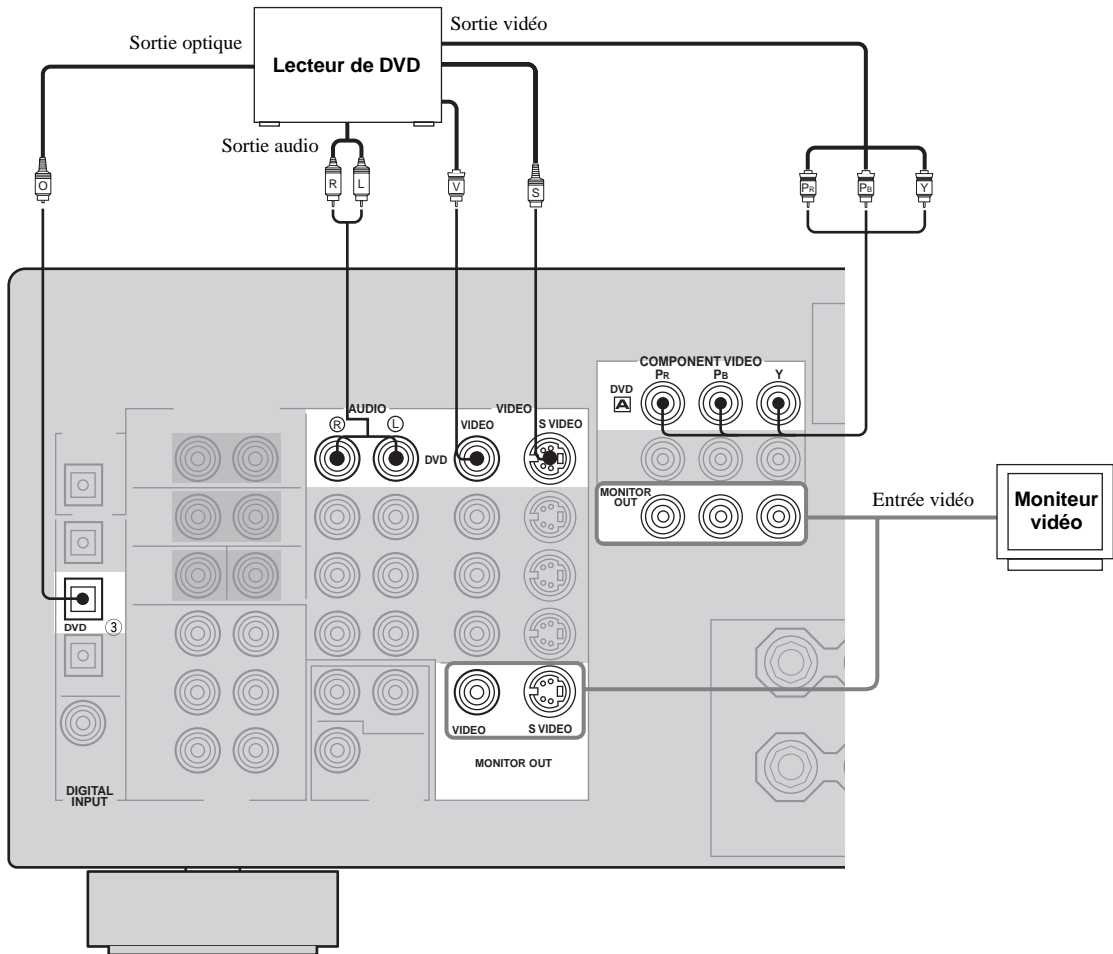 Sortie vidéo
Sortie optique
Lecteur de DVD
Sortie audio
O
R
L
V
S
PR
PB
Y
COMPONENT VIDEO
PR
PB
Y
DVD
A
AUDIO
VIDEO
R
L
VIDEO
S VIDEO
DVD
MONITOR
OUT
Entrée vidéo
Moniteur
vidéo
DVD
3
VIDEO
S VIDEO
MONITOR OUT
DIGITAL
INPUT